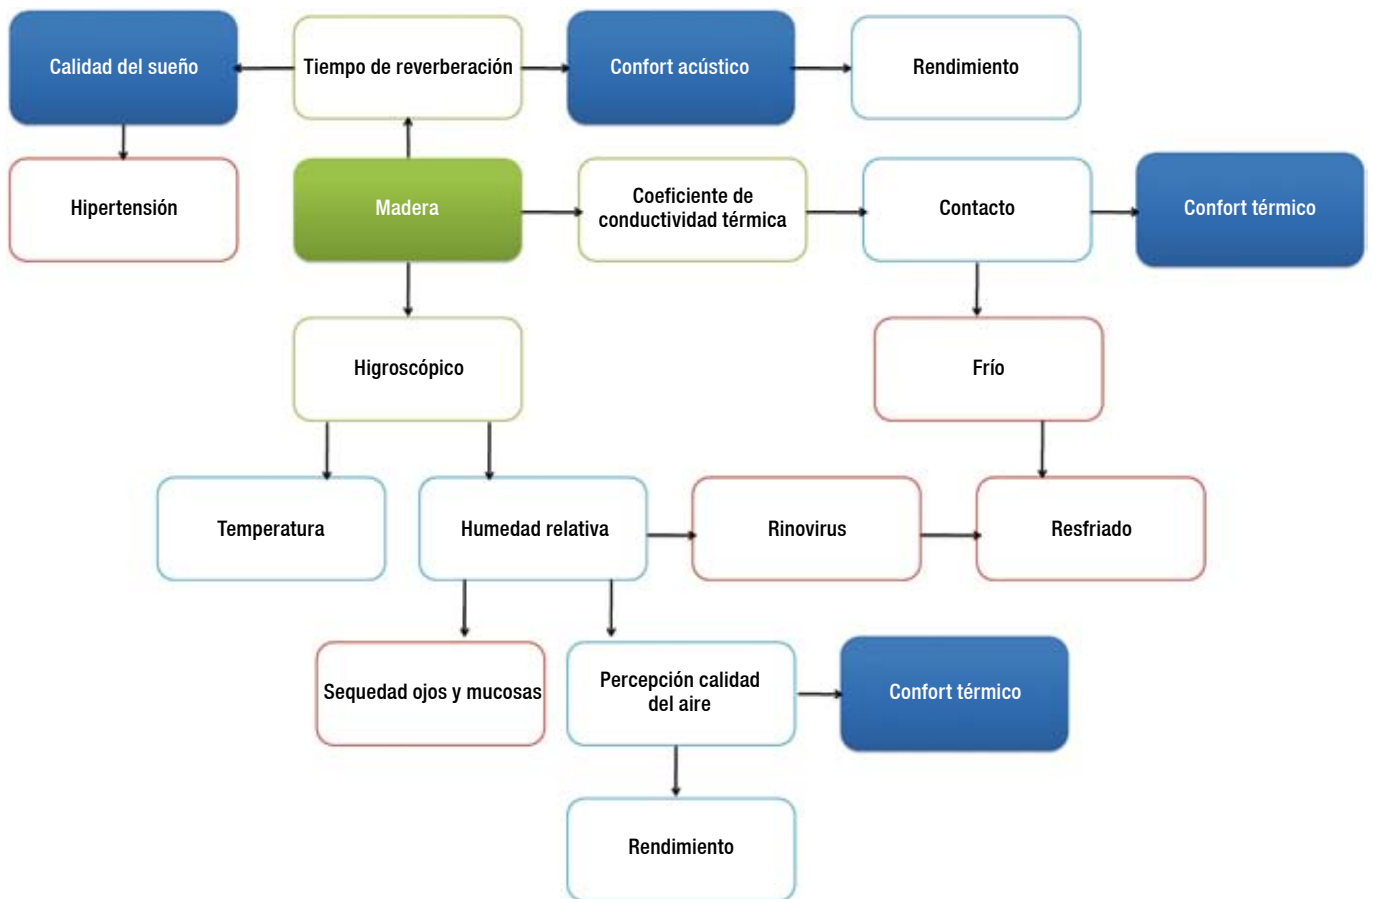 Calidad del sueño
Tiempo de reverberación
Confort acústico
Rendimiento
Hipertensión
Madera
Coeficiente de
conductividad térmica
Contacto
Confort térmico
Higroscópico
Frío
Temperatura
Humedad relativa
Rinovirus
Resfriado
Sequedad ojos y mucosas
Percepción calidad
del aire
Confort térmico
Rendimiento